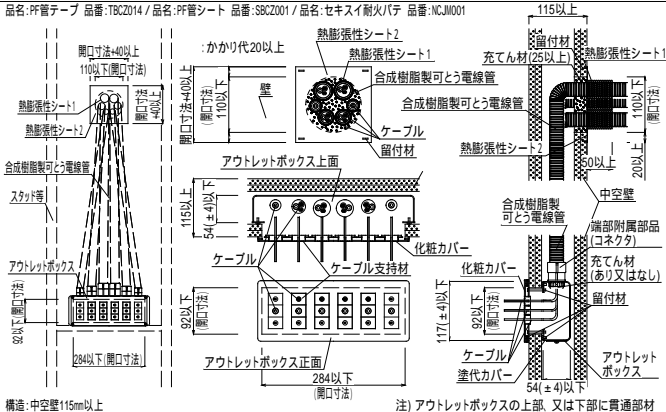 品名:PF管テープ 品番:TBCZ014 / 品名:PF管シート 品番:SBCZ001 / 品名:セキスイ耐火パテ 品番:NCJM001
開口寸法+40以上
110以下(開口寸法)
熱膨張性シート1
熱膨張性シート2
開口寸法
+40以上
合成樹脂製可とう電線管
スタッド等
アウトレットボックス
92以下
(開口寸法)
284以下(開口寸法)
:かかり代20以上
熱膨張性シート2
熱膨張性シート1
開口寸法+40以上
110以下
(開口寸法)
壁
合成樹脂製可とう電線管
合成樹脂製可とう電線管
ケーブル
留付材
アウトレットボックス上面
115以上
54(±4)以下
化粧カバー
ケーブル
ケーブル支持材
92以下
(開口寸法)
アウトレットボックス正面
284以下
(開口寸法)
115以上
留付材
充てん材(25以上)
熱膨張性シート1
110以下
(開口寸法)
熱膨張性シート2
50以上
20以上
中空壁
合成樹脂製
可とう電線管
端部附属部品
(コネクタ)
化粧カバー
充てん材
(あり又はなし)
117(±4)以下
92以下
(開口寸法)
留付材
ケーブル
塗代カバー
アウトレット
ボックス
54(±4)以下
構造:中空壁115mm以上
注) アウトレットボックスの上部、又は下部に貫通部材